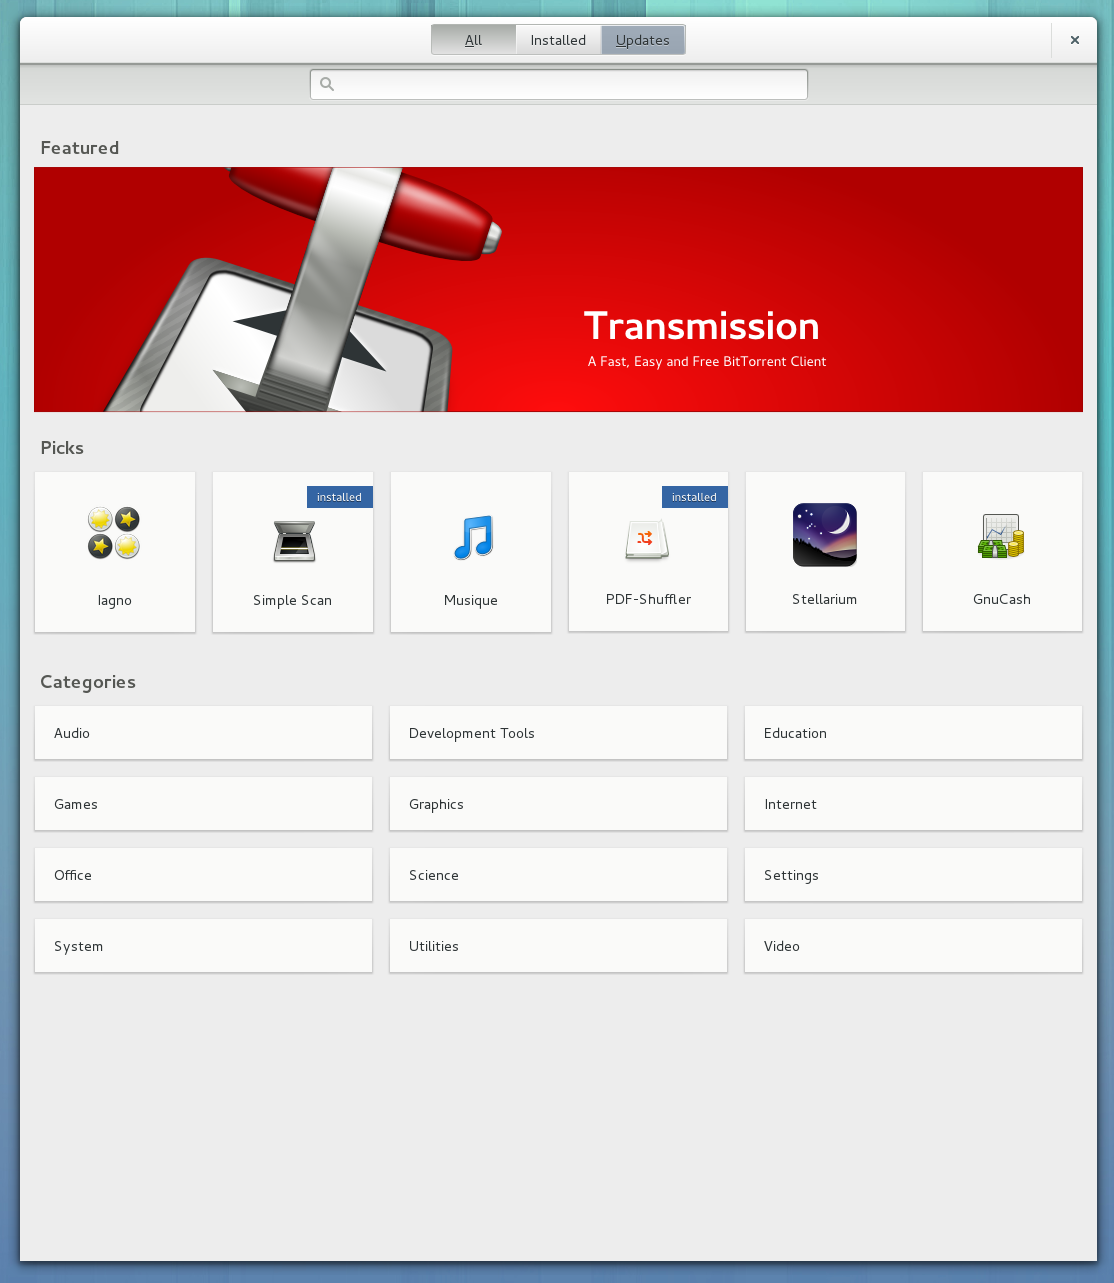 All Installed Updates
Featured
Transmission
A Fast, Easy and Free BitTorrent Client
Picks
installed installed
Iagno Simple Scan Musique PDF-Shuffler Stellarium GnuCash
Categories
Audio Development Tools Education
Games Graphics Internet
Office Science Settings
System Utilities Video